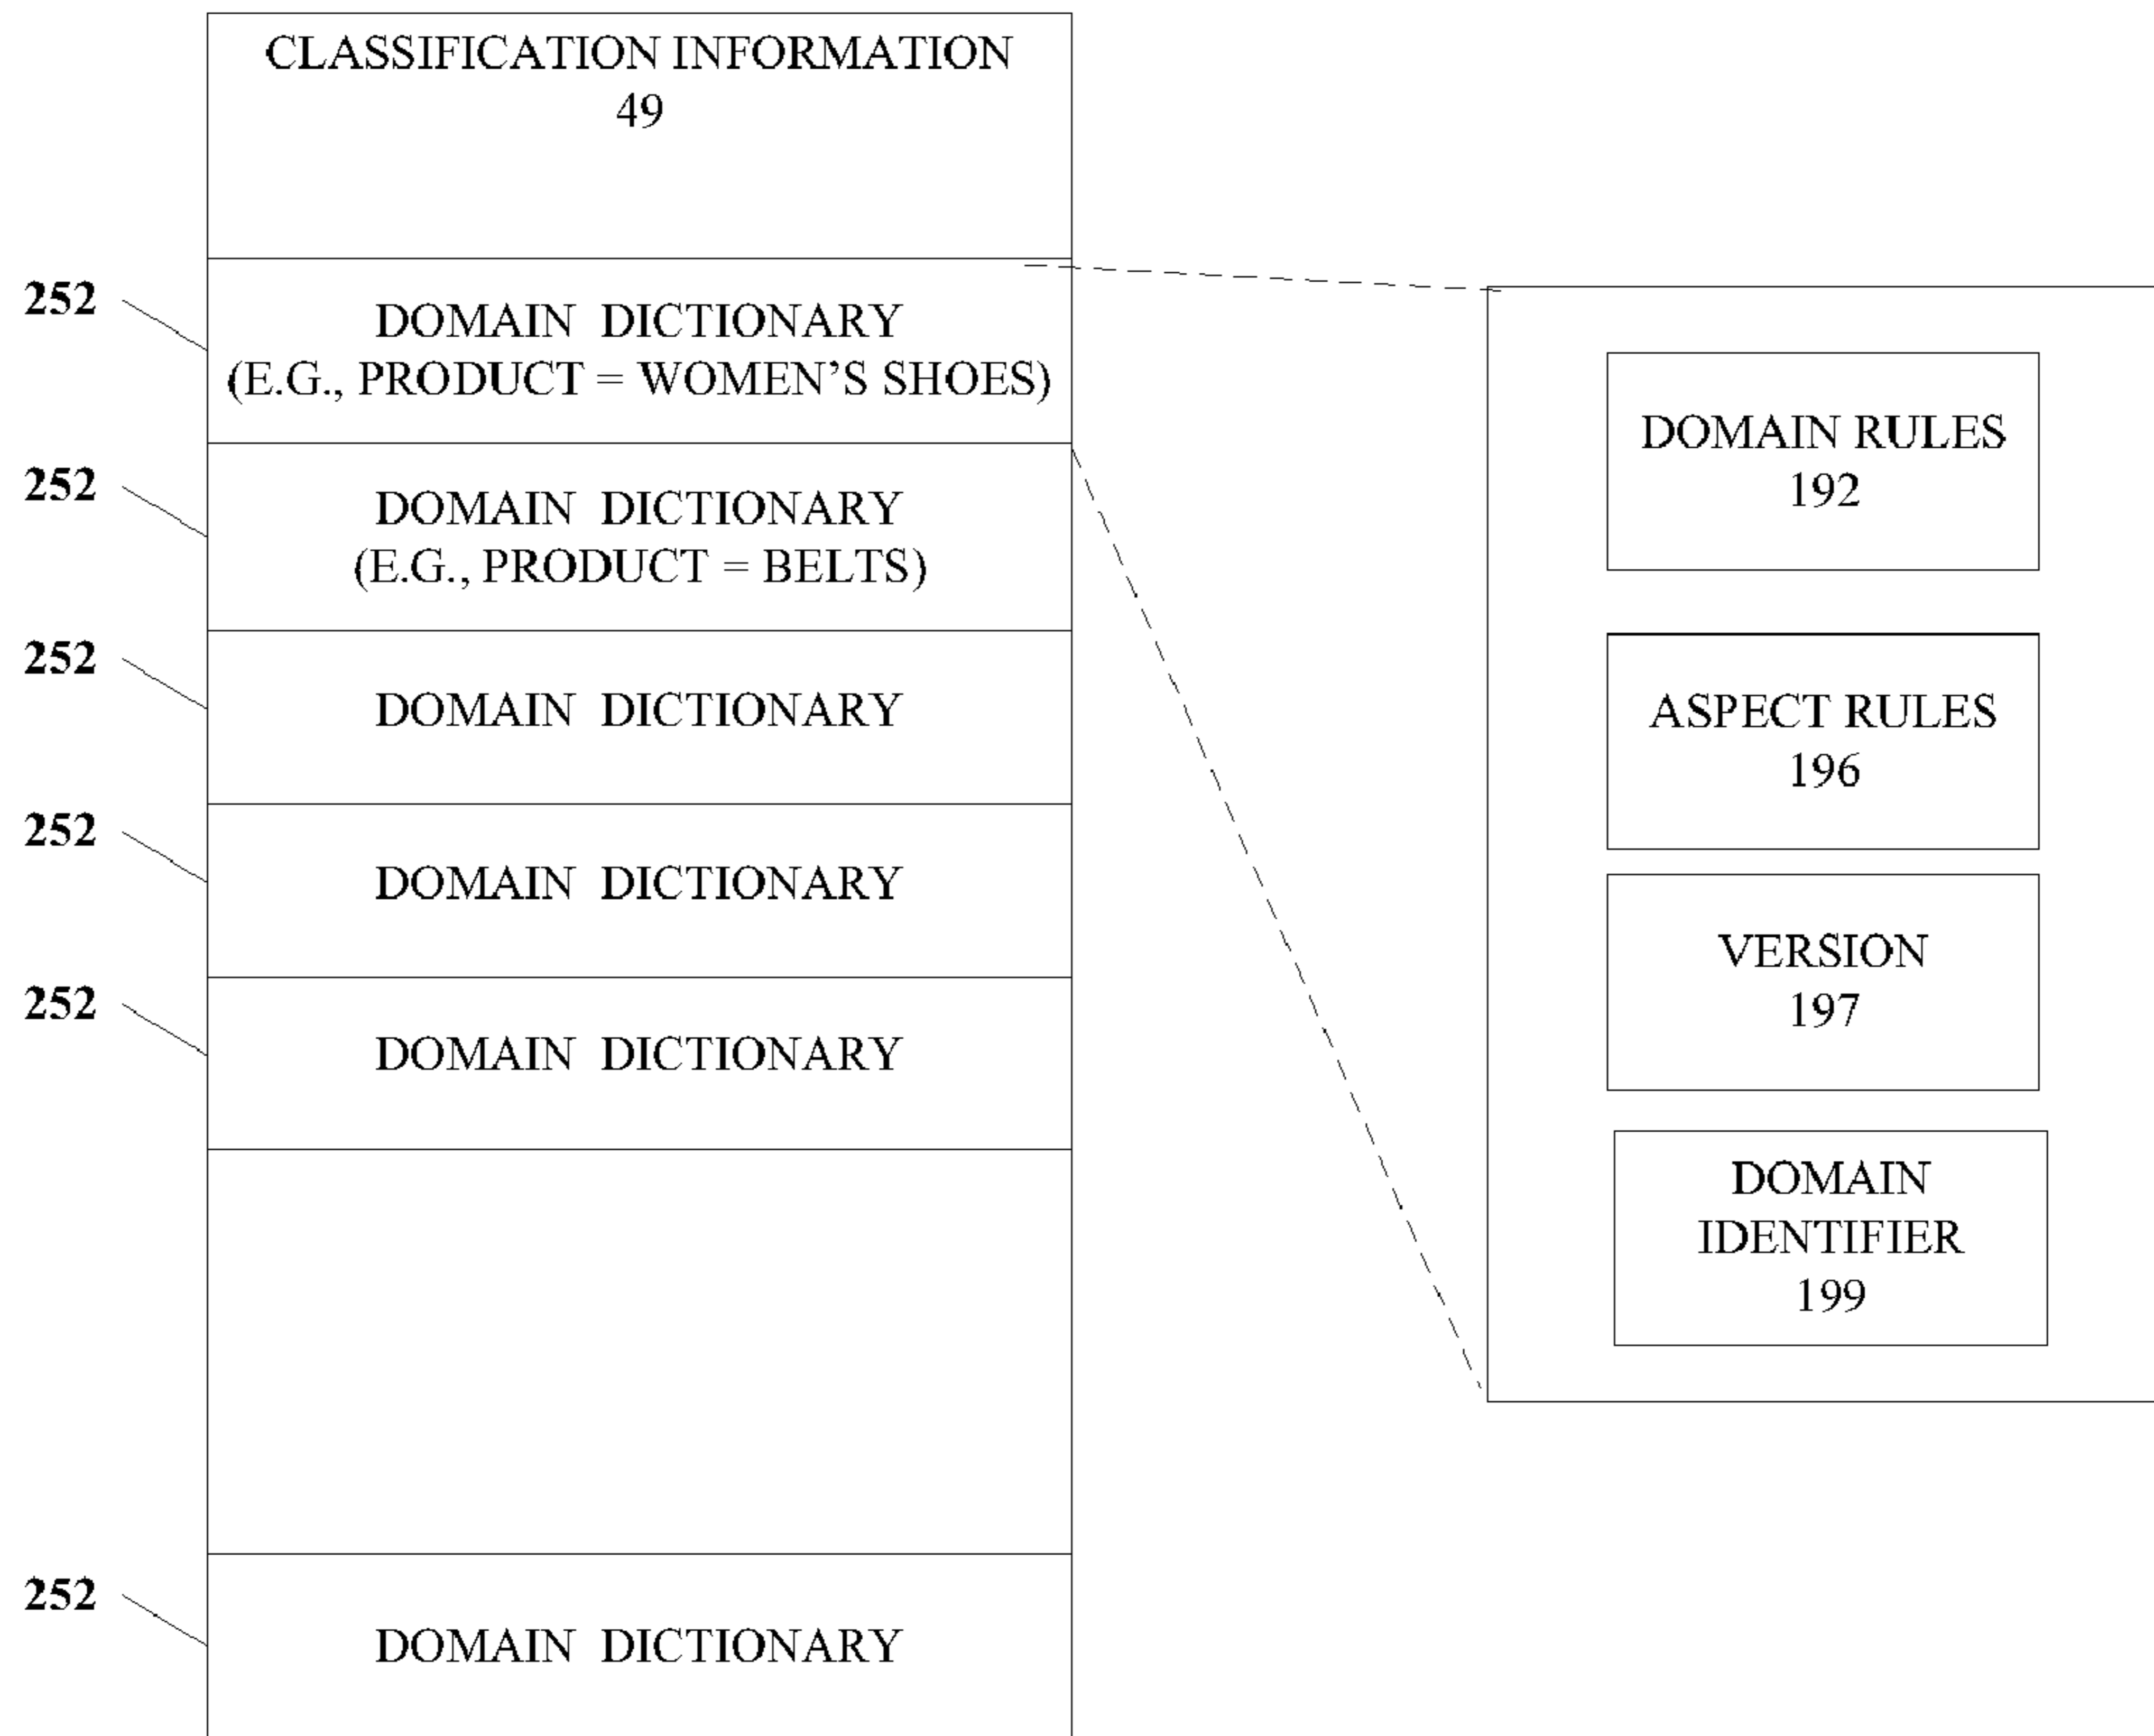 CLASSIFICATION INFORMATION
49
252
DOMAIN DICTIONARY
(E.G., PRODUCT = WOMEN’S SHOES)
252
DOMAIN DICTIONARY
(E.G., PRODUCT = BELTS)
252
DOMAIN DICTIONARY
252
DOMAIN DICTIONARY
252
DOMAIN DICTIONARY
252
DOMAIN DICTIONARY
DOMAIN RULES
192
ASPECT RULES
196
VERSION
197
DOMAIN
IDENTIFIER
199